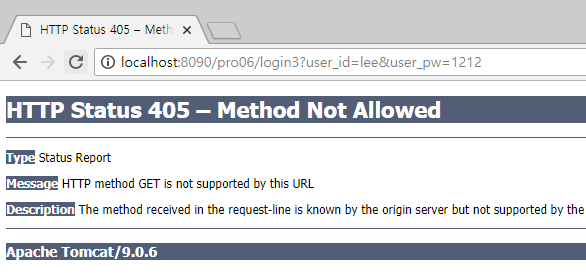 HTTP Status 405 – Meth
localhost:8090/pro06/login3?user_id=lee&user_pw=1212
HTTP Status 405 – Method Not Allowed
Type Status Report
Message HTTP method GET is not supported by this URL
Description The method received in the request-line is known by the origin server but not supported by the
Apache Tomcat/9.0.6